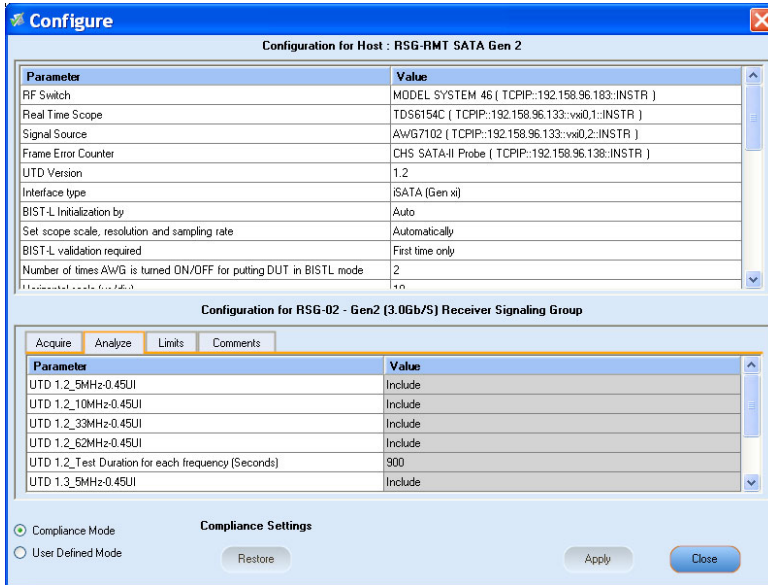 Configure
Configuration for Host : RSG-RMT SATA Gen 2
Parameter Value
RF Switch MODEL SYSTEM 46 ( TCPIP::192.158.96.183::INSTR )
Real Time Scope TDS6154C ( TCPIP::192.158.96.133::vxi0,1::INSTR )
Signal Source AWG7102 ( TCPIP::192.158.96.133::vxi0,2::INSTR )
Frame Error Counter CHS SATA-II Probe ( TCPIP::192.158.96.138::INSTR )
UTD Version 1.2
Interface type iSATA (Gen xi)
BIST-L Initialization by Auto
Set scope scale, resolution and sampling rate Automatically
BIST-L validation required First time only
Number of times AWG is turned ON/OFF for putting DUT in BISTL mode 2
Configuration for RSG-02 - Gen2 (3.0Gb/S) Receiver Signaling Group
Acquire Analyze Limits Comments
Parameter Value
UTD 1.2_5MHz-0.45UI Include
UTD 1.2_10MHz-0.45UI Include
UTD 1.2_33MHz-0.45UI Include
UTD 1.2_62MHz-0.45UI Include
UTD 1.2_Test Duration for each frequency (Seconds) 900
UTD 1.3_5MHz-0.45UI Include
Compliance Mode Compliance Settings
User Defined Mode Restore Apply Close